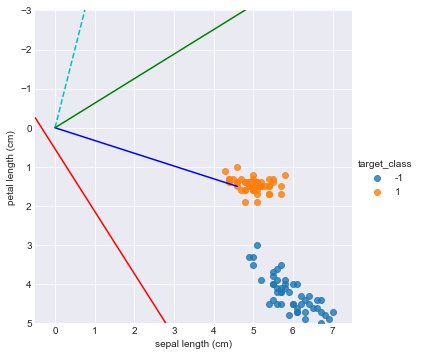 −3
−2
−1
0
1
2
3
4
5
petal length (cm)
0 1 2 3 4 5 6 7
sepal length (cm)
target_class
-1
1